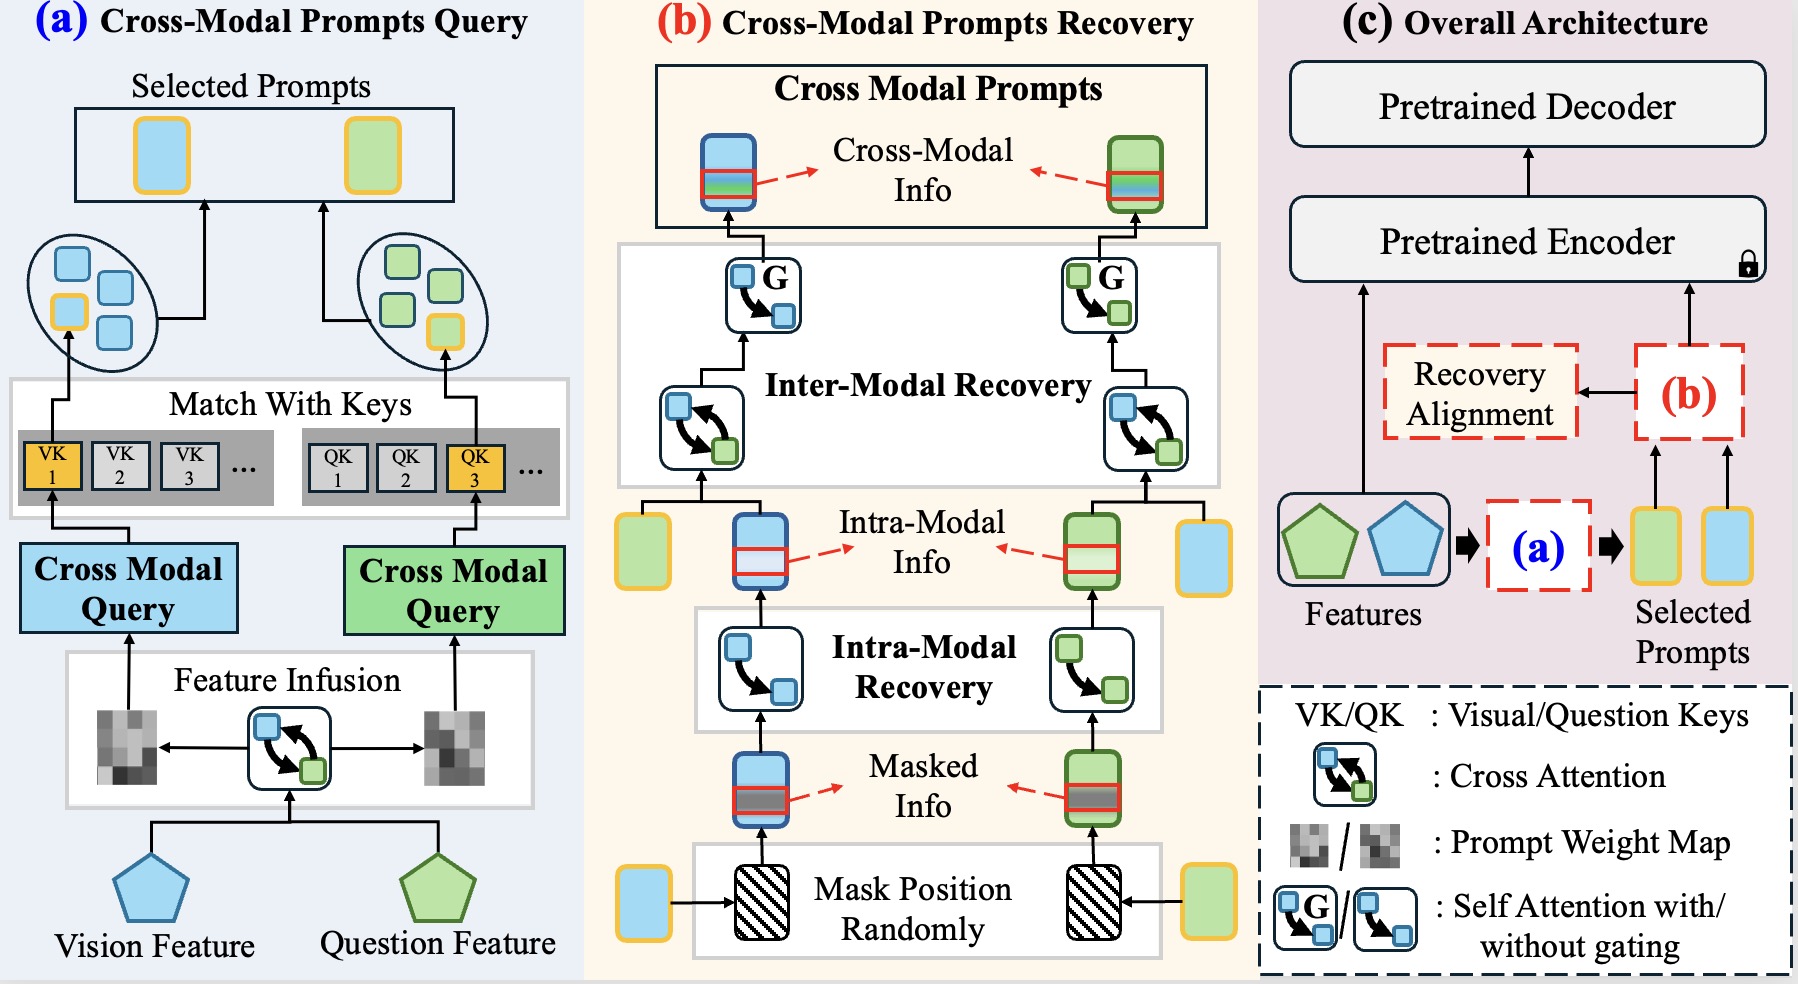 (a) Cross-Modal Prompts Query
Selected Prompts
Match With Keys
VK
1
VK
2
VK
3
...
QK
1
QK
2
QK
3
...
Cross Modal
Query
Cross Modal
Query
Feature Infusion
Vision Feature
Question Feature
(b) Cross-Modal Prompts Recovery
Cross Modal Prompts
Cross-Modal
Info
G
G
Inter-Modal Recovery
Intra-Modal
Info
Intra-Modal
Recovery
Masked
Info
Mask Position
Randomly
(c) Overall Architecture
Pretrained Decoder
Pretrained Encoder
Recovery
Alignment
(b)
(a)
Features
Selected
Prompts
VK/QK : Visual/Question Keys
: Cross Attention
/ : Prompt Weight Map
G / : Self Attention with/
without gating